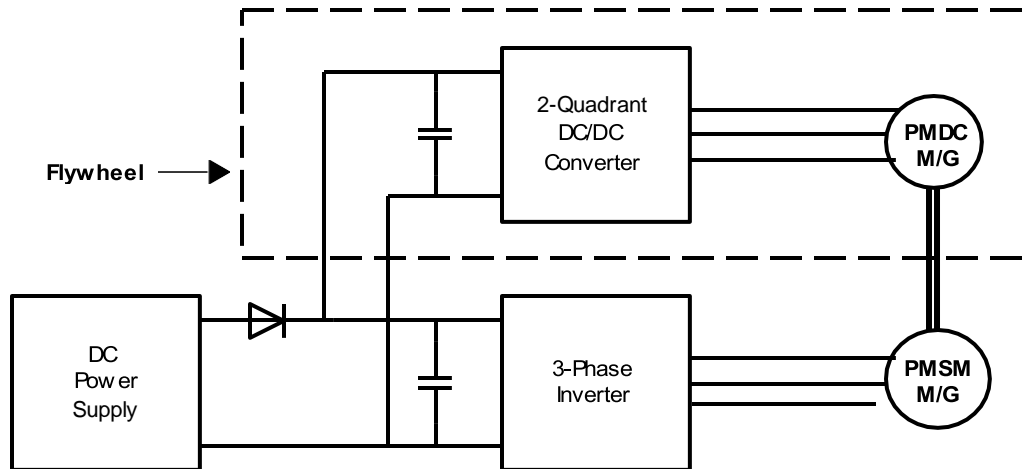 2-Quadrant
DC/DC
Converter
PMDC
M/G
Flywheel
DC
Power
Supply
3-Phase
Inverter
PMSM
M/G